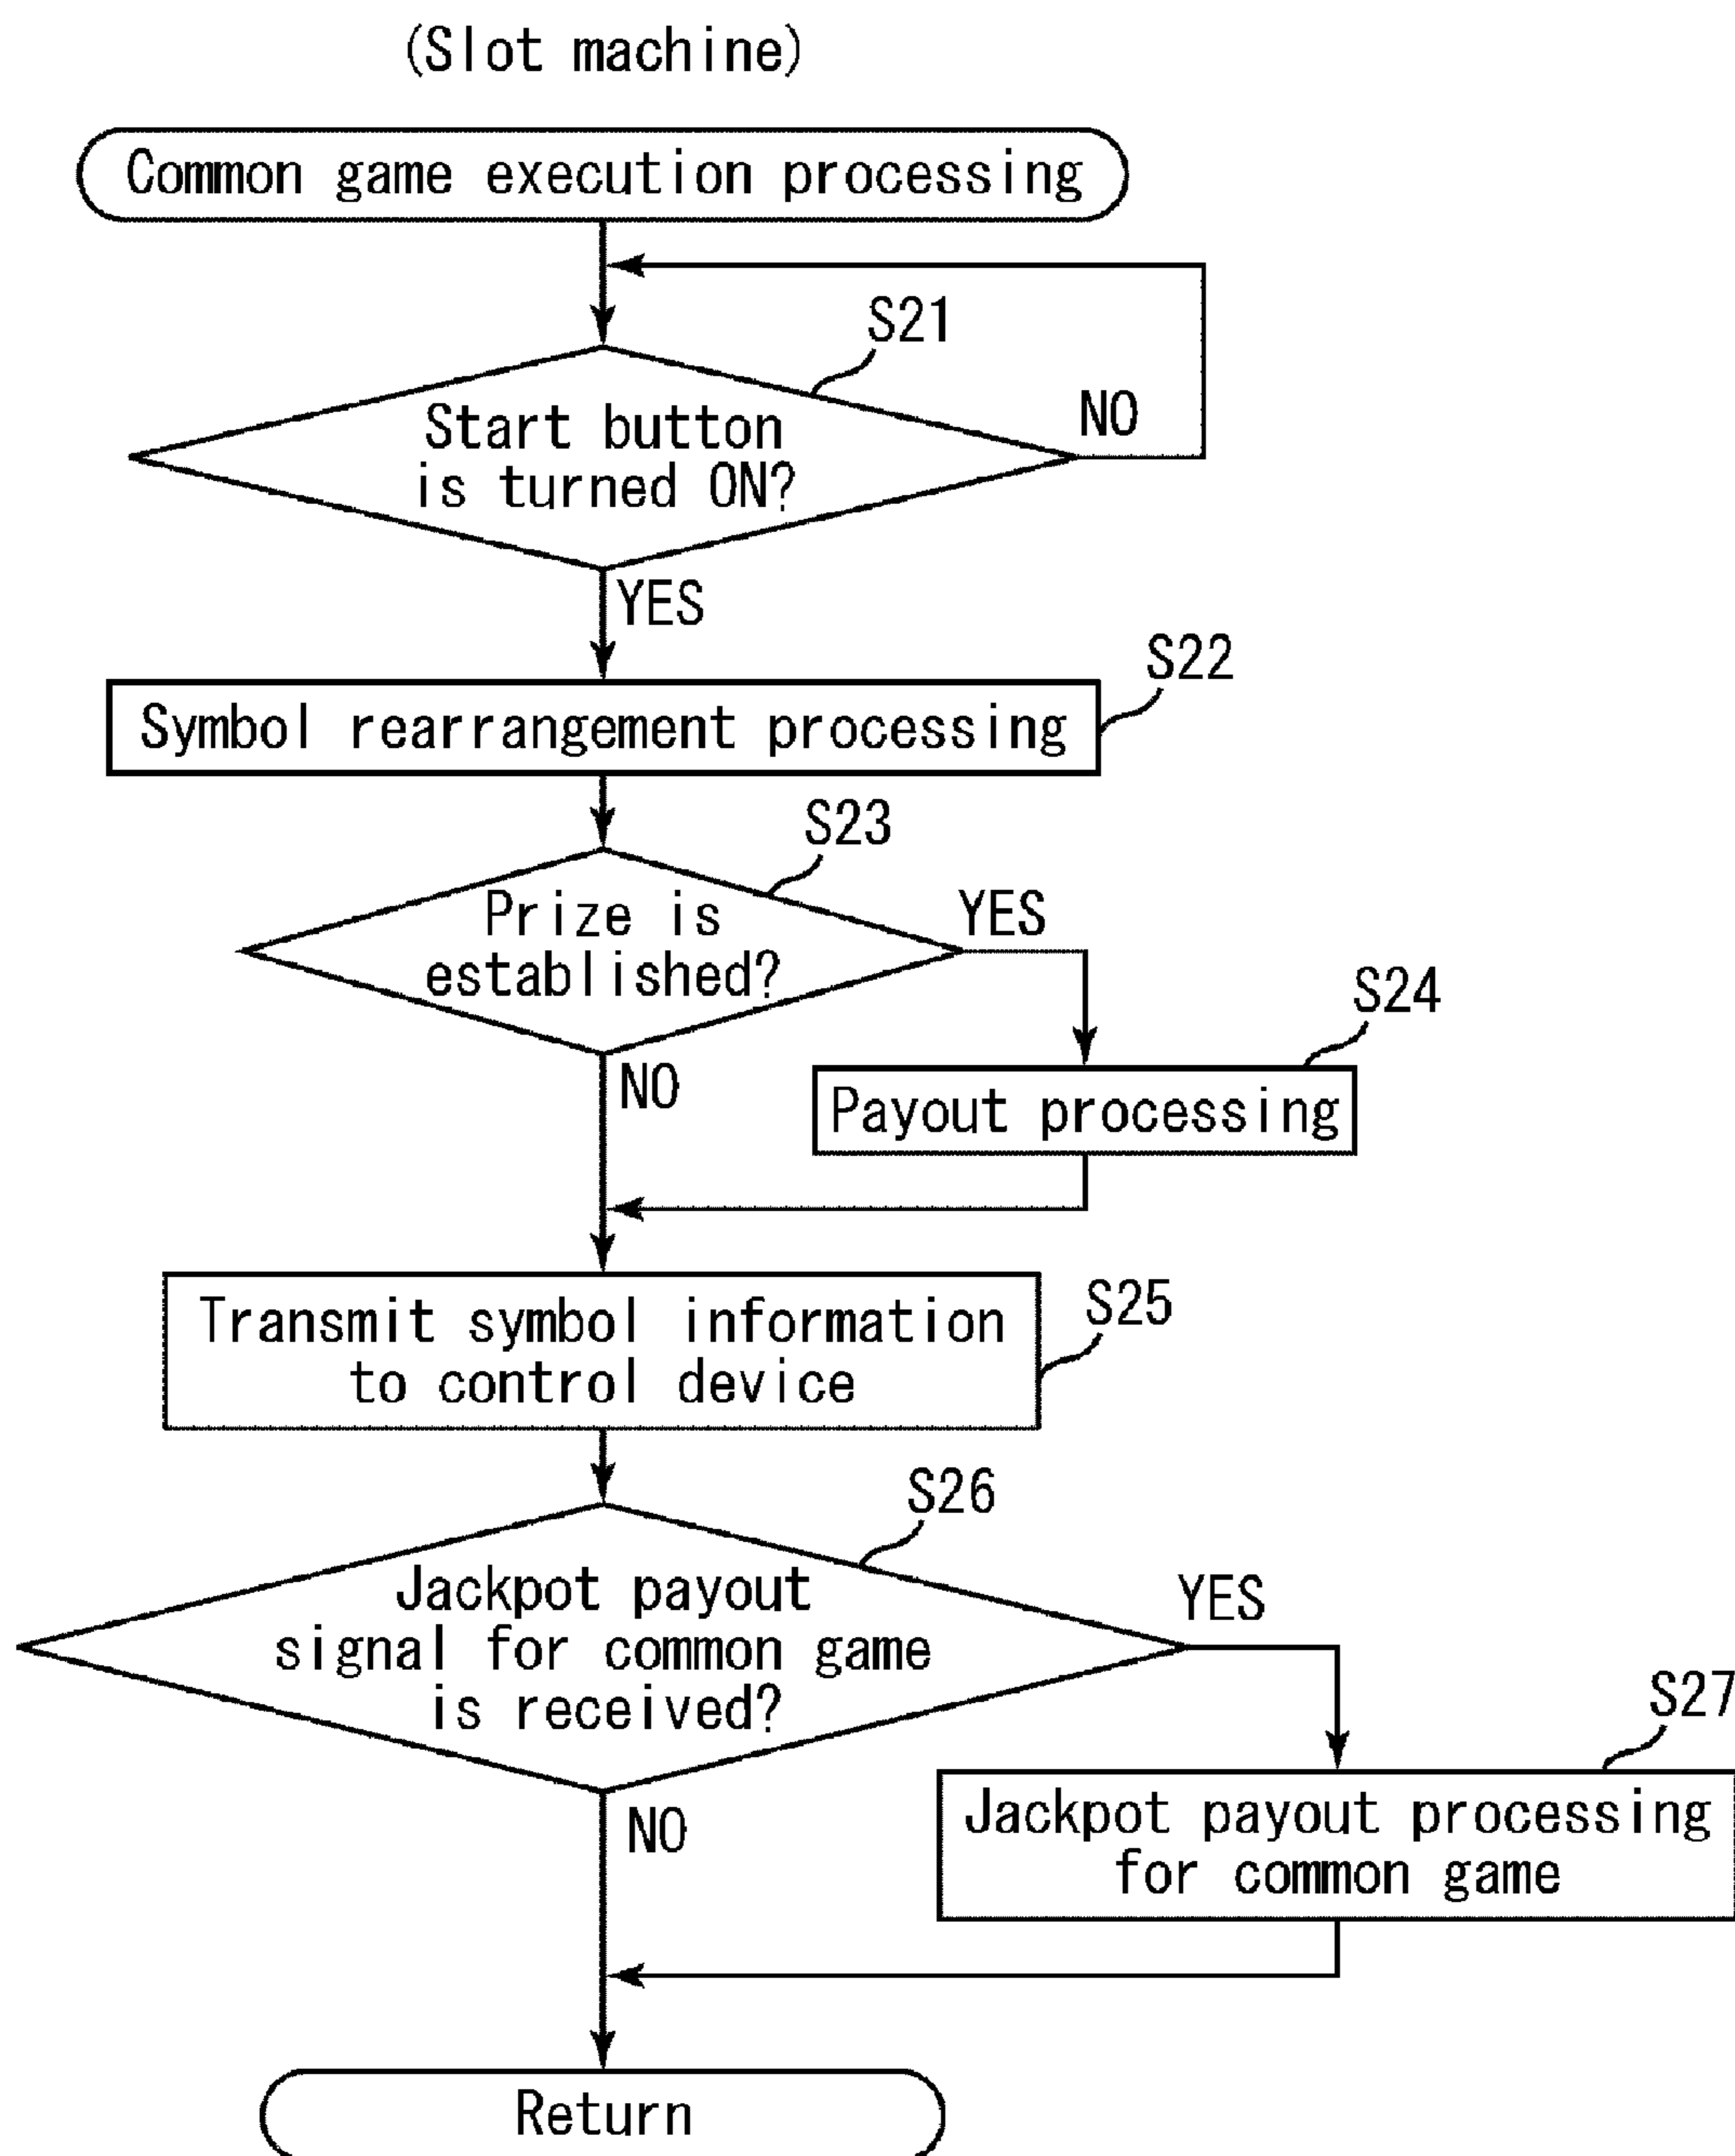 (Slot machine)
Common game execution processing
S21
Start button
is turned ON?
NO
YES
S22
Symbol rearrangement processing
S23
Prize is
established?
YES
NO
S24
Payout processing
S25
Transmit symbol information
to control device
S26
Jackpot payout
signal for common game
is received?
YES
NO
S27
Jackpot payout processing
for common game
Return